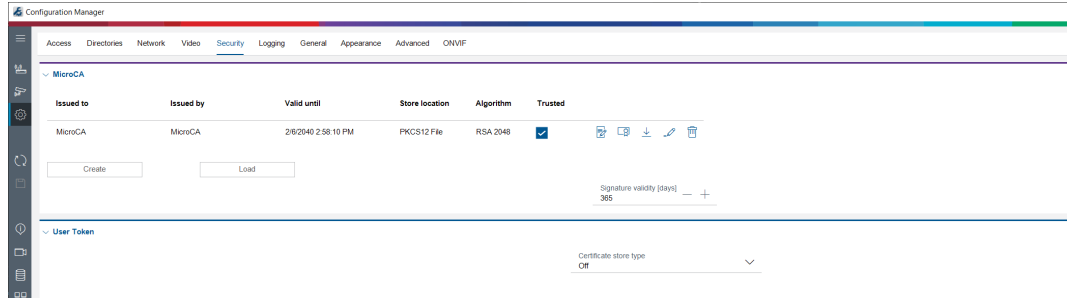 Configuration Manager
Access Directories Network Video Security Logging General Appearance Advanced ONVIF
MicroCA
Issued to Issued by Valid until Store location Algorithm Trusted
MicroCA MicroCA 2/6/2040 2:58:10 PM PKCS12 File RSA 2048
Create Load
Signature validity [days]
365
User Token
Certificate store type
Off